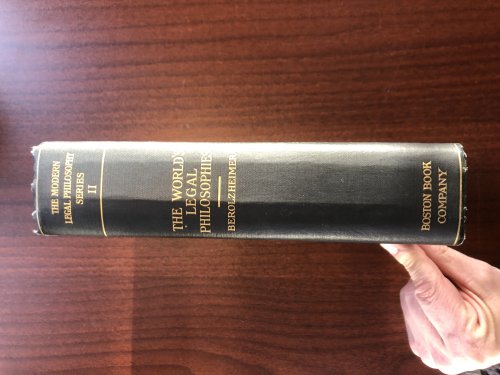 THE MODERN
LEGAL PHILOSOPHY
SERIES
II
THE WORLD'S
LEGAL
PHILOSOPHIES
BEROLZHEIMER
BOSTON BOOK
COMPANY